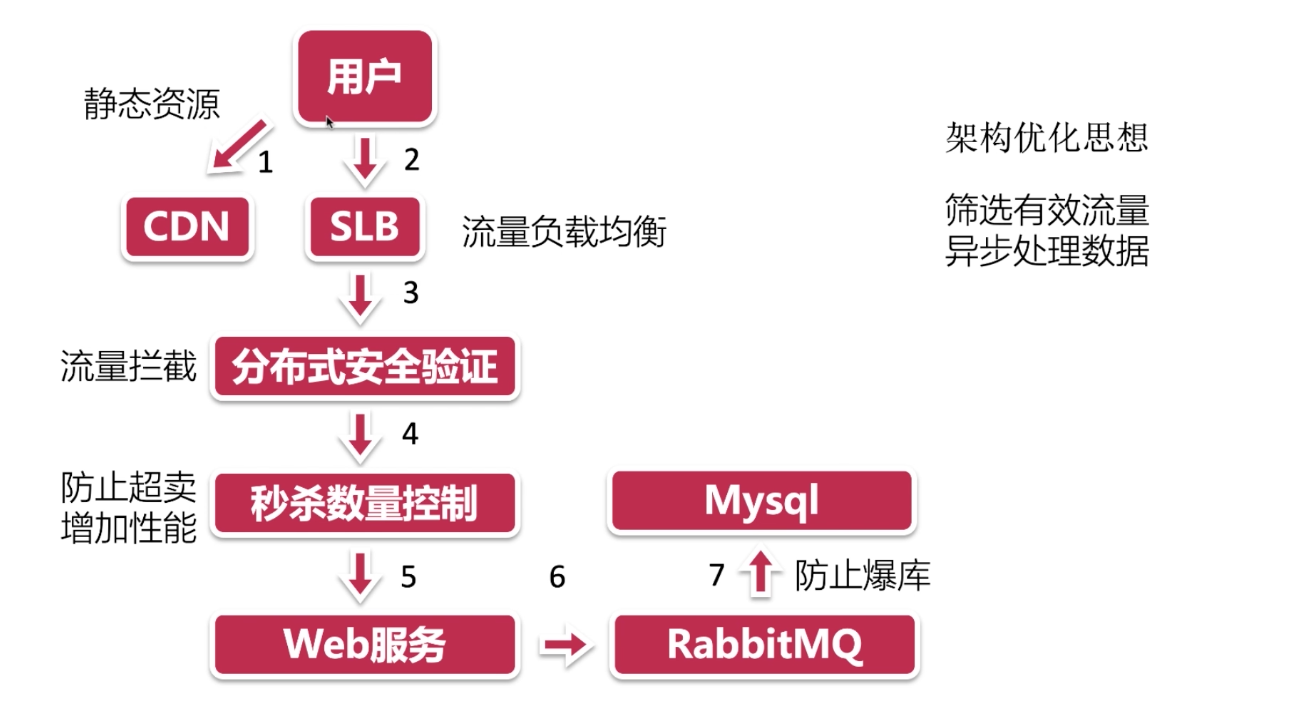 用户
静态资源
1
2
CDN
SLB
流量负载均衡
架构优化思想
筛选有效流量
异步处理数据
3
流量拦截
分布式安全验证
4
防止超卖
增加性能
秒杀数量控制
Mysql
5
6
7
防止爆库
Web服务
RabbitMQ